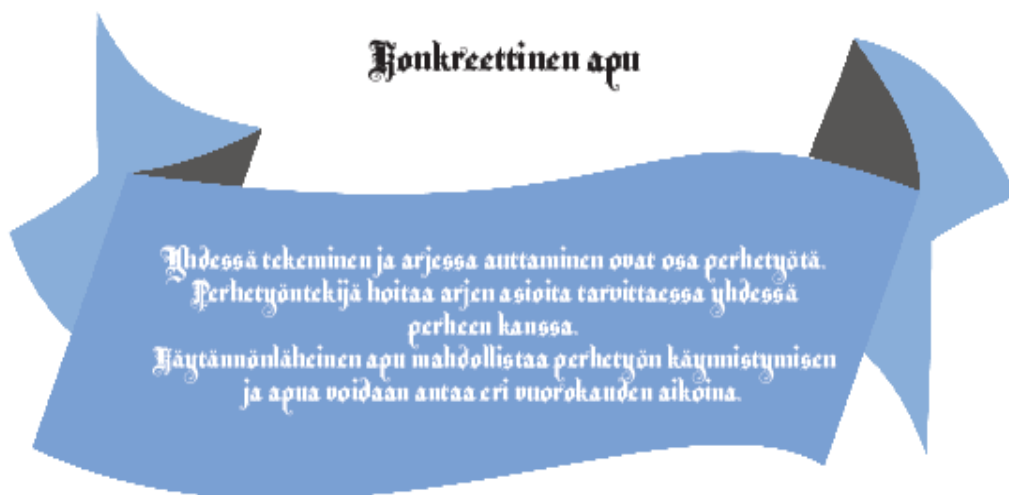 Konkreettinen apu
Yhdessä tekeminen ja arjessa auttaminen ovat osa perhetyötä.
Perhetyöntekijä hoitaa arjen asioita tarvittaessa yhdessä
perheen kanssa.
Käytännönläheinen apu mahdollistaa perhetyön käynnistymisen
ja apua voidaan antaa eri vuorokauden aikoina.